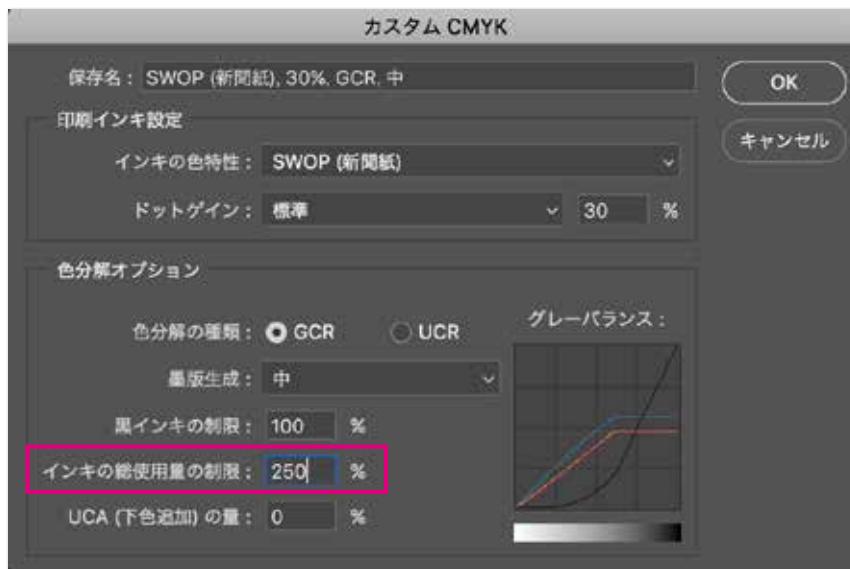 カスタム CMYK
保存名： SWOP (新聞紙), 30%, GCR, 中
OK
印刷インキ設定
キャンセル
インキの色特性： SWOP (新聞紙)
ドットゲイン： 標準 30 %
色分解オプション
色分解の種類： GCR UCR
グレーバランス：
墨版生成： 中
黒インキの制限： 100 %
インキの総使用量の制限： 250 %
UCA (下色追加) の量： 0 %